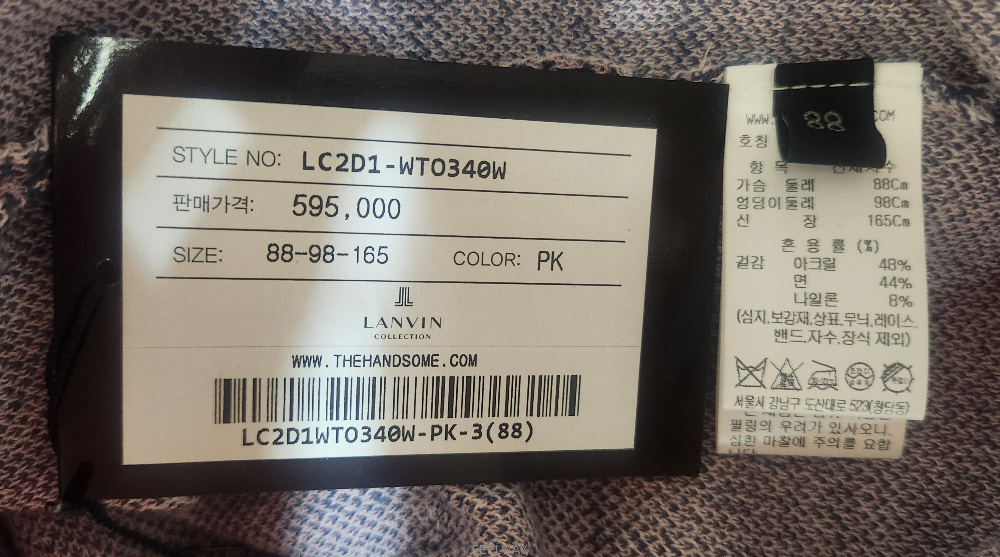 STYLE NO: LC2D1-WTO340W
판매가격: 595,000
SIZE: 88-98-165 COLOR: PK
LANVIN
COLLECTION
WWW.THEHANDSOME.COM
LC2D1WTO340W-PK-3(88)
88
WWW. COM
호칭
항 목
가슴 둘레 88Cm
엉덩이둘레 98Cm
신 장 165Cm
혼 용 률 (%)
겉감 아크릴 48%
면 44%
나일론 8%
(심지,보강재,상표,무늬,레이스,
밴드,자수,장식 제외)
서울시 강남구 도산대로 523(청담동)
필링의 우려가 있사오니,
심한 마찰에 주의를 요합
니다